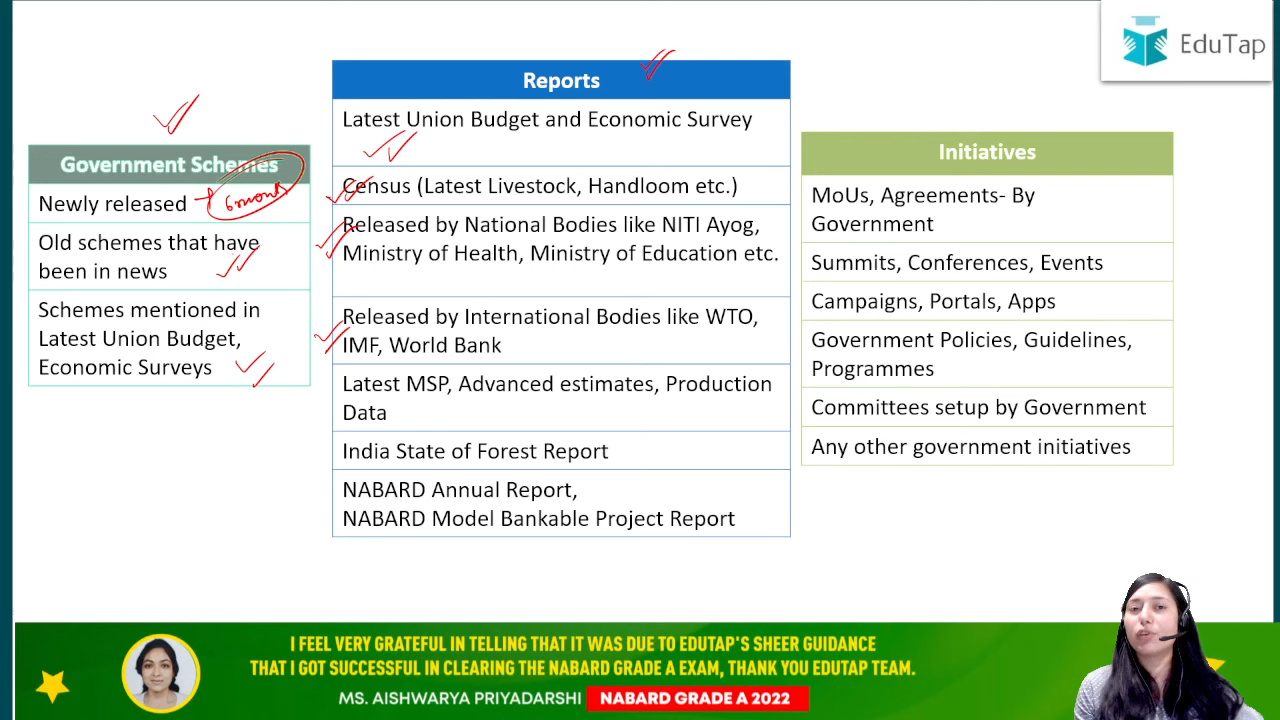 EduTap
Government Schemes
Newly released
6 months
Old schemes that have
been in news
Schemes mentioned in
Latest Union Budget,
Economic Surveys
Reports
Latest Union Budget and Economic Survey
Census (Latest Livestock, Handloom etc.)
Released by National Bodies like NITI Ayog,
Ministry of Health, Ministry of Education etc.
Released by International Bodies like WTO,
IMF, World Bank
Latest MSP, Advanced estimates, Production
Data
India State of Forest Report
NABARD Annual Report,
NABARD Model Bankable Project Report
Initiatives
MoUs, Agreements- By
Government
Summits, Conferences, Events
Campaigns, Portals, Apps
Government Policies, Guidelines,
Programmes
Committees setup by Government
Any other government initiatives
I FEEL VERY GRATEFUL IN TELLING THAT IT WAS DUE TO EDUTAP'S SHEER GUIDANCE
THAT I GOT SUCCESSFUL IN CLEARING THE NABARD GRADE A EXAM, THANK YOU EDUTAP TEAM.
MS. AISHWARYA PRIYADARSHI NABARD GRADE A 2022